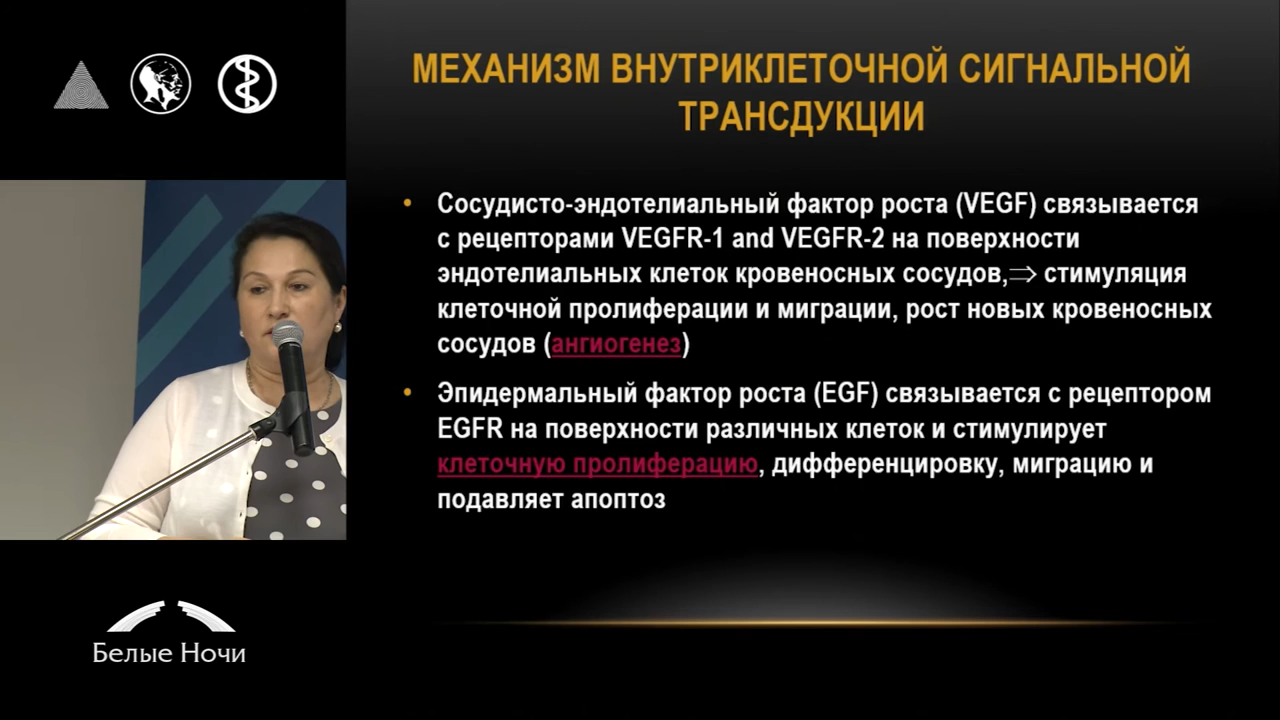 МЕХАНИЗМ ВНУТРИКЛЕТОЧНОЙ СИГНАЛЬНОЙ
ТРАНСДУКЦИИ
• Сосудисто-эндотелиальный фактор роста (VEGF) связывается
с рецепторами VEGFR-1 and VEGFR-2 на поверхности
эндотелиальных клеток кровеносных сосудов,⇒ стимуляция
клеточной пролиферации и миграции, рост новых кровеносных
сосудов (ангиогенез)
• Эпидермальный фактор роста (EGF) связывается с рецептором
EGFR на поверхности различных клеток и стимулирует
клеточную пролиферацию, дифференцировку, миграцию и
подавляет апоптоз
Белые Ночи